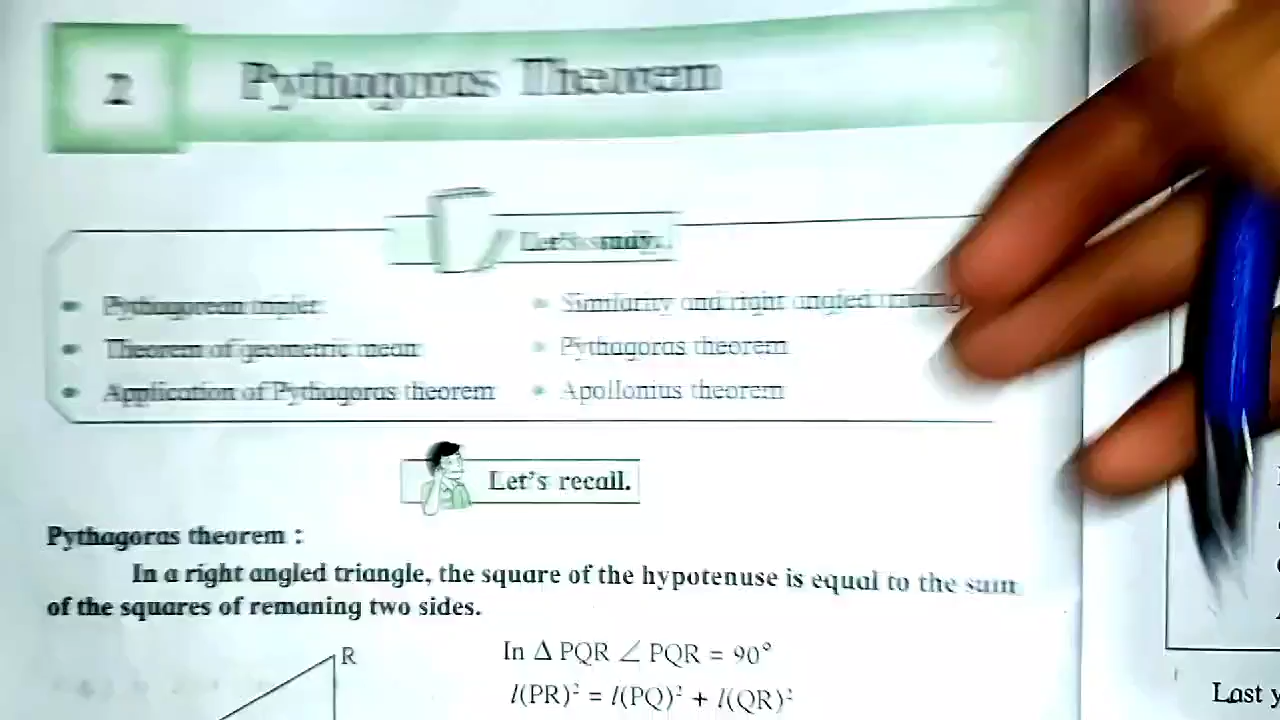 2 Pythagoras Theorem
Let's study.
Pythagorean triplet
Similarity and right angled
Theorem of geometric mean
Pythagoras theorem
Application of Pythagoras theorem
Apollonius theorem
Let's recall.
Pythagoras theorem :
In a right angled triangle, the square of the hypotenuse is equal to the sum
of the squares of remaning two sides.
R
In Δ PQR ∠ PQR = 90°
l(PR)² = l(PQ)² + l(QR)²
Last y